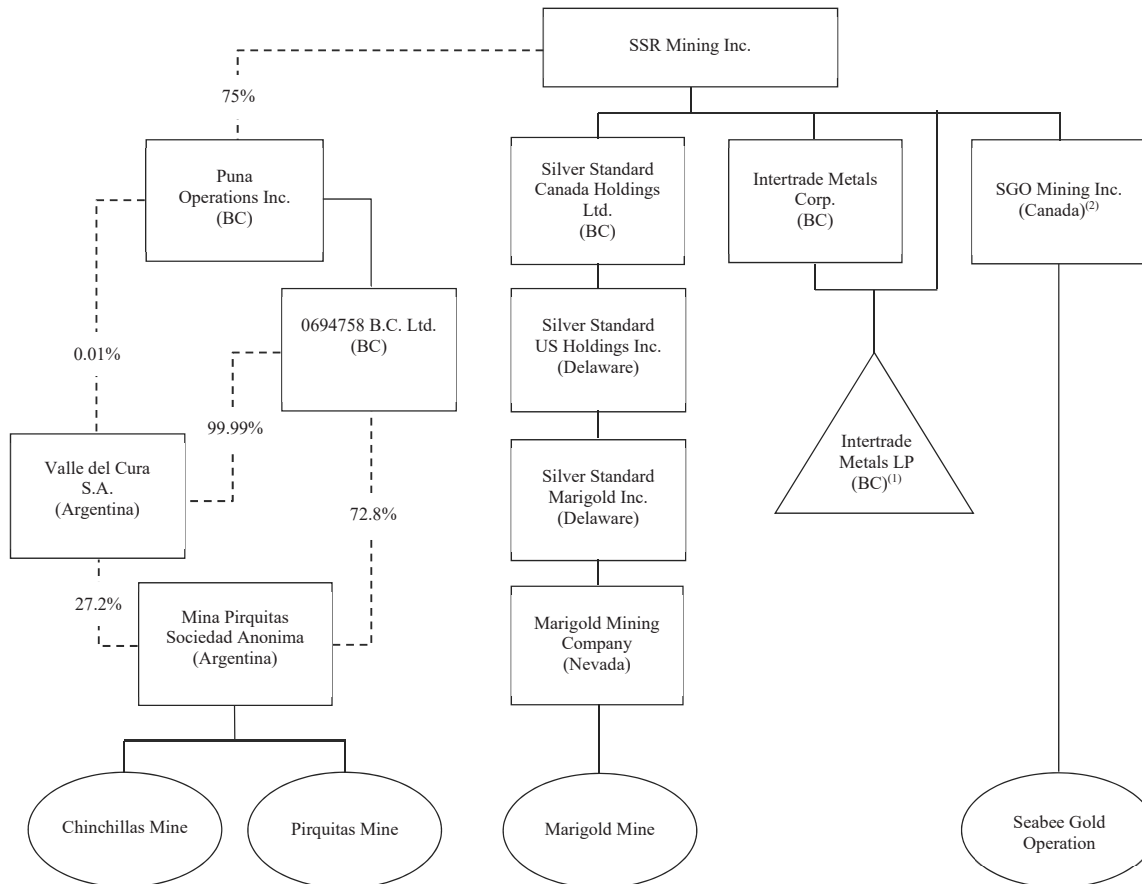 SSR Mining Inc.
75%
Puna
Operations Inc.
(BC)
Silver Standard
Canada Holdings
Ltd.
(BC)
Intertrade Metals
Corp.
(BC)
SGO Mining Inc.
(Canada)(2)
0694758 B.C. Ltd.
(BC)
Silver Standard
US Holdings Inc.
(Delaware)
0.01%
99.99%
Valle del Cura
S.A.
(Argentina)
72.8%
Silver Standard
Marigold Inc.
(Delaware)
Intertrade
Metals LP
(BC)(1)
27.2%
Mina Pirquitas
Sociedad Anonima
(Argentina)
Marigold Mining
Company
(Nevada)
Chinchillas Mine
Pirquitas Mine
Marigold Mine
Seabee Gold
Operation